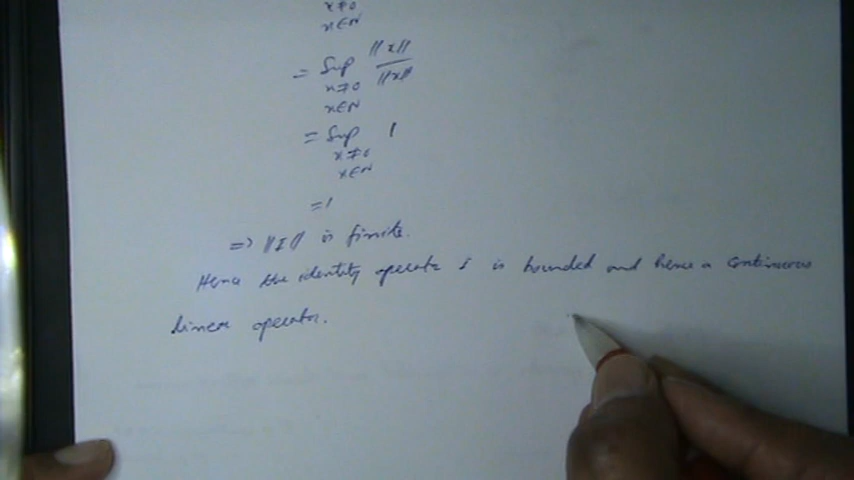 x≠0
x∈N
= Sup ||x|| / ||x||
x≠0
x∈N
= Sup 1
x≠0
x∈N
= 1
=> ||I|| is finite.
Hence the identity operator I is bounded and hence a continuous
linear operator.